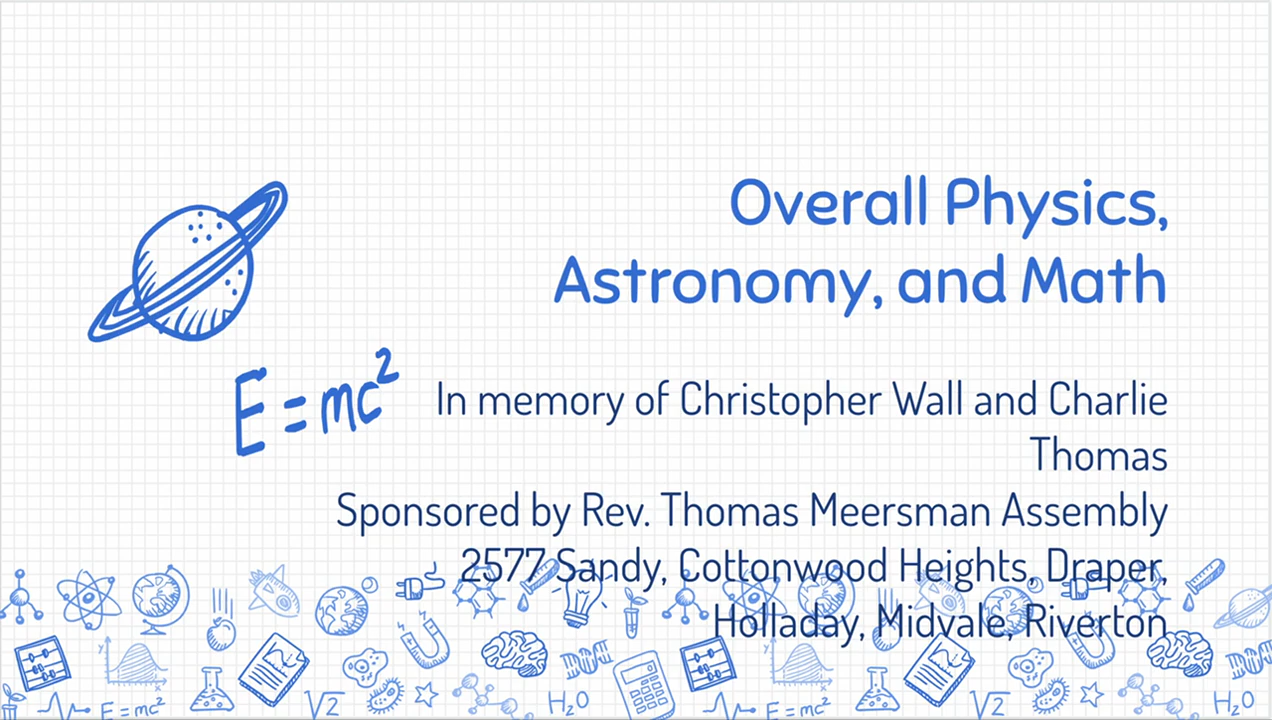 Overall Physics,
Astronomy, and Math
E=mc²
In memory of Christopher Wall and Charlie
Thomas
Sponsored by Rev. Thomas Meersman Assembly
2577 Sandy, Cottonwood Heights, Draper,
Holladay, Midvale, Riverton
y
x
y
x
√2
H₂O
√2
H₂O
E=mc²
E=mc²